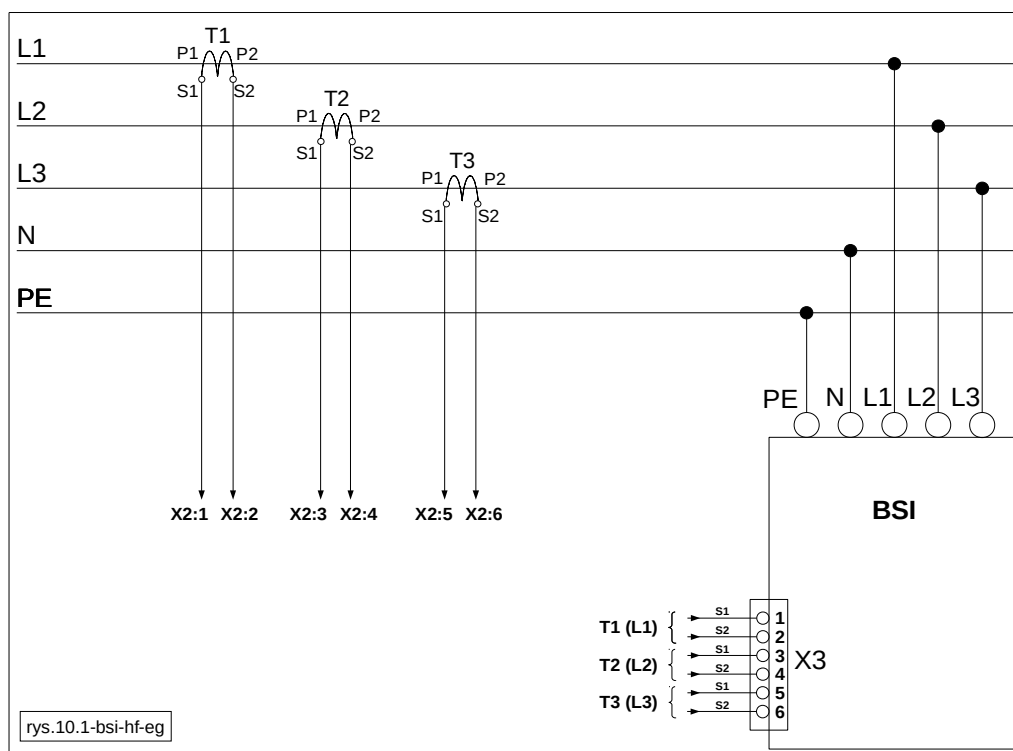 T1
L1
P1 P2
S1 S2
T2
L2
P1 P2
S1 S2
T3
L3
P1 P2
S1 S2
N
PE
PE N L1 L2 L3
X2:1 X2:2 X2:3 X2:4 X2:5 X2:6
BSI
T1 (L1)
S1 1
S2 2
T2 (L2)
S1 3
S2 4
X3
T3 (L3)
S1 5
S2 6
rys.10.1-bsi-hf-eg